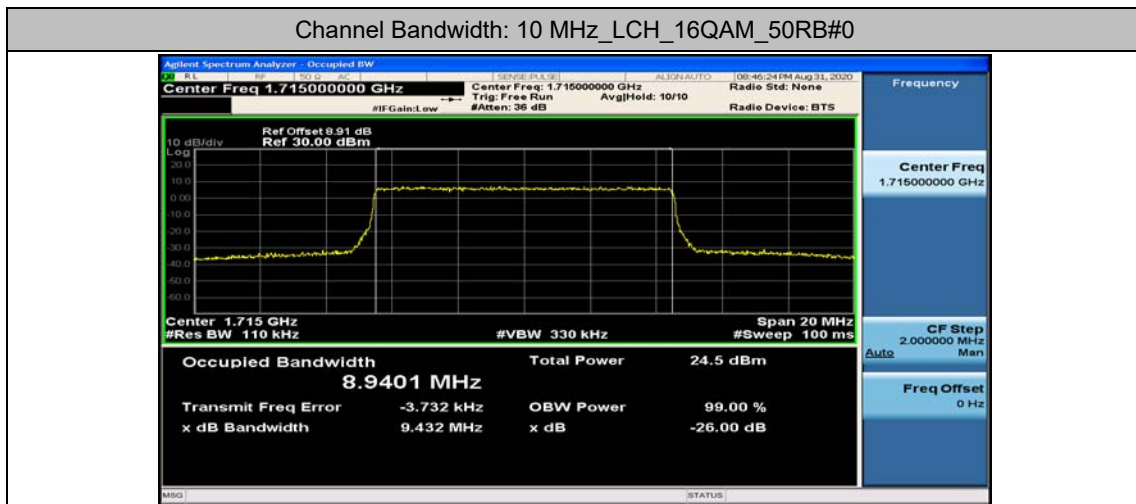 Channel Bandwidth: 10 MHz_LCH_16QAM_50RB#0
Agilent Spectrum Analyzer - Occupied BW
RL RF 50 Ω AC SENSE:PULSE ALIGN AUTO 08:46:24 PM Aug 31, 2020
Center Freq 1.715000000 GHz
Center Freq: 1.715000000 GHz Radio Std: None
Trig: Free Run Avg|Hold: 10/10
#IFGain:Low #Atten: 36 dB Radio Device: BTS
Frequency
Ref Offset 8.91 dB
10 dB/div Ref 30.00 dBm
Log
20.0
10.0
0.00
-10.0
-20.0
-30.0
-40.0
-50.0
-60.0
Center Freq
1.715000000 GHz
Center 1.715 GHz Span 20 MHz
#Res BW 110 kHz #VBW 330 kHz #Sweep 100 ms
CF Step
2.000000 MHz
Auto Man
Occupied Bandwidth Total Power 24.5 dBm
8.9401 MHz
Freq Offset
0 Hz
Transmit Freq Error -3.732 kHz OBW Power 99.00 %
x dB Bandwidth 9.432 MHz x dB -26.00 dB
MSG STATUS